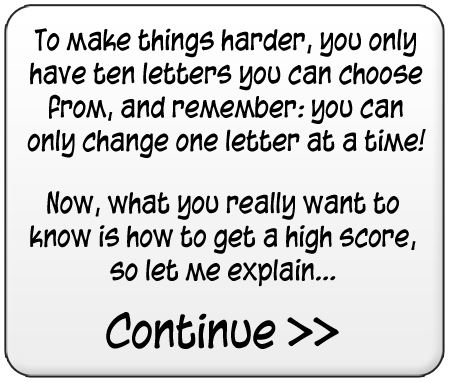 To make things harder, you only
have ten letters you can choose
from, and remember: you can
only change one letter at a time!
Now, what you really want to
know is how to get a high score,
so let me explain...
Continue >>